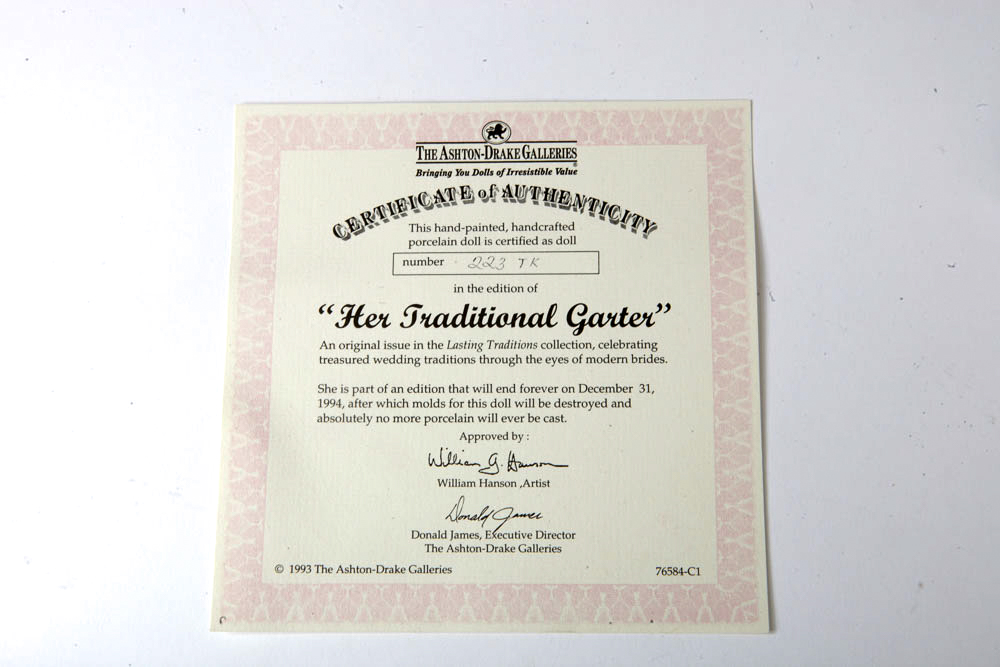 THE ASHTON-DRAKE GALLERIES
Bringing You Dolls of Irresistible Value®
CERTIFICATE of AUTHENTICITY
This hand-painted, handcrafted
porcelain doll is certified as doll
number 223 TK
in the edition of
“Her Traditional Garter”
An original issue in the Lasting Traditions collection, celebrating
treasured wedding traditions through the eyes of modern brides.
She is part of an edition that will end forever on December 31,
1994, after which molds for this doll will be destroyed and
absolutely no more porcelain will ever be cast.
Approved by :
William G. Hanson
William Hanson ,Artist
Donald James
Donald James, Executive Director
The Ashton-Drake Galleries
© 1993 The Ashton-Drake Galleries 76584-C1